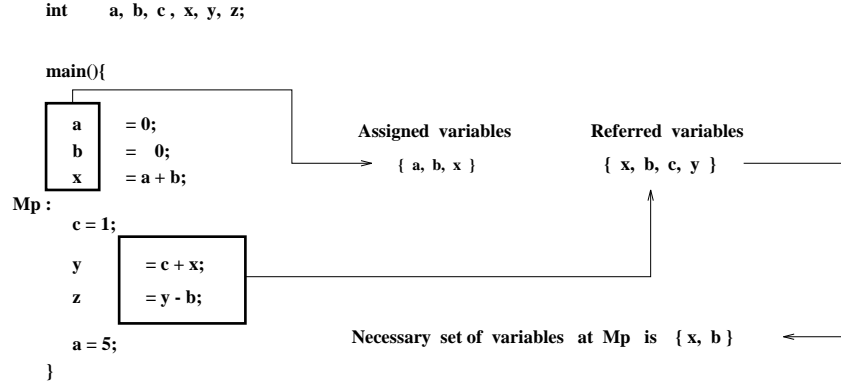 int a, b, c , x, y, z;
main(){
a = 0;
b = 0;
x = a + b;
Assigned variables
{ a, b, x }
Referred variables
{ x, b, c, y }
Mp :
c = 1;
y = c + x;
z = y - b;
a = 5;
}
Necessary set of variables at Mp is { x, b }